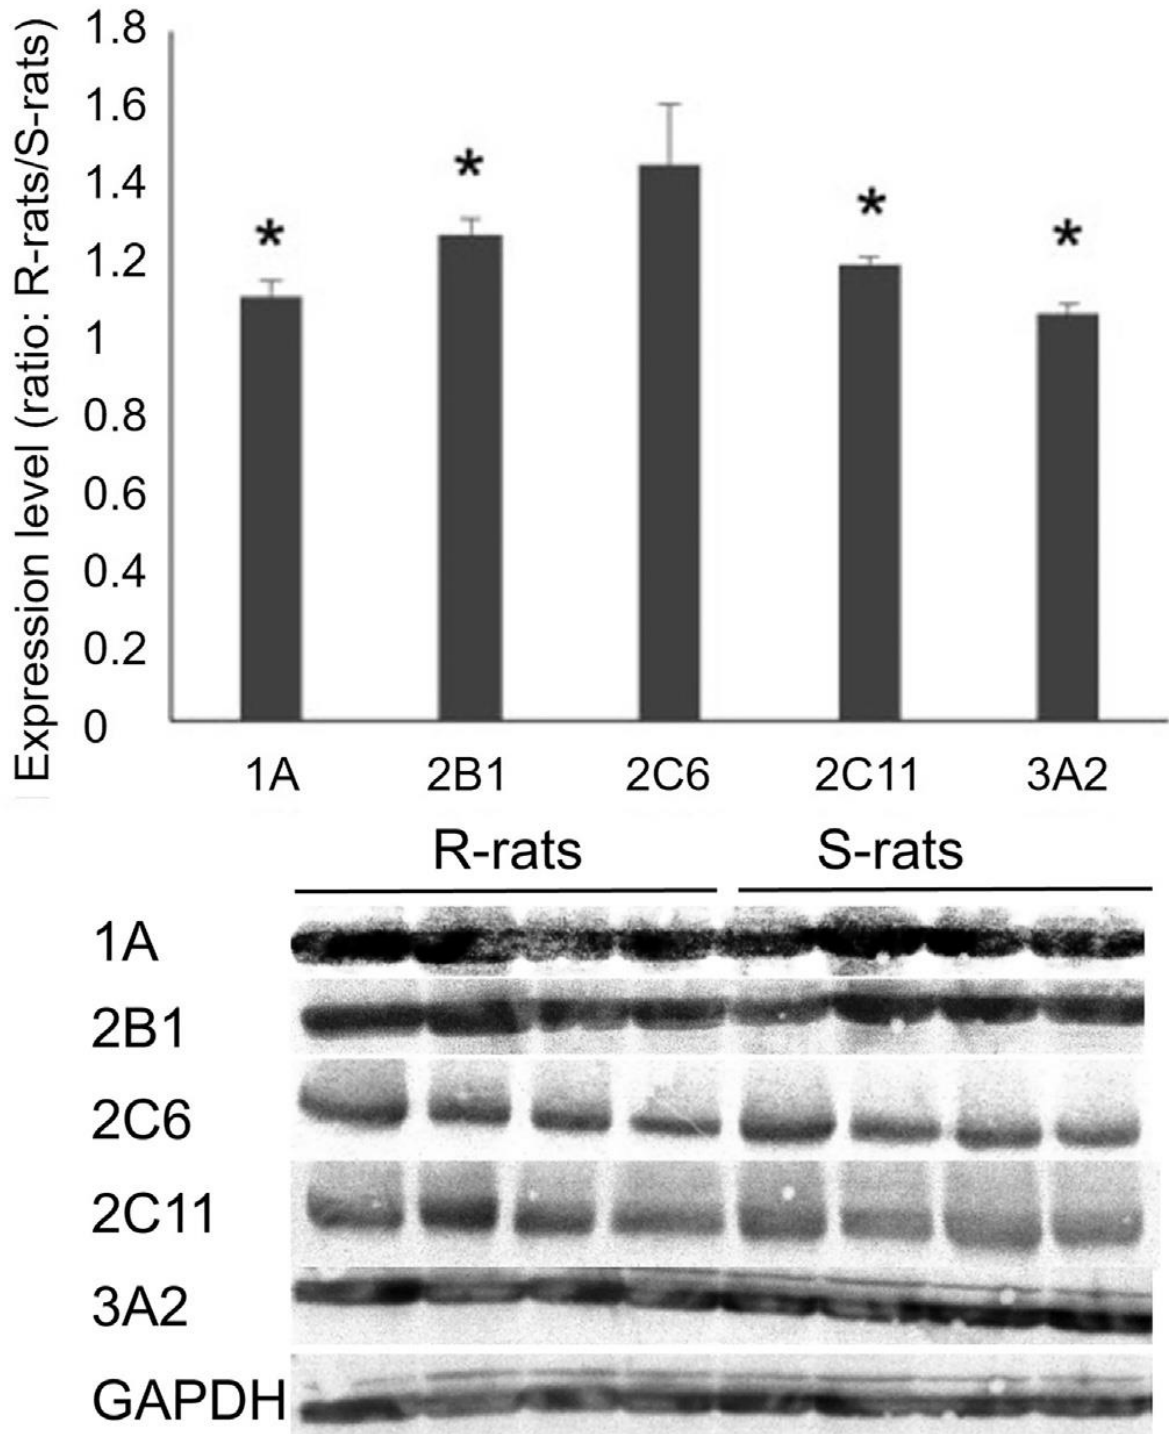 Expression level (ratio: R-rats/S-rats)
1.8
1.6
1.4
1.2
1
0.8
0.6
0.4
0.2
0
* * * *
1A 2B1 2C6 2C11 3A2
R-rats S-rats
1A
2B1
2C6
2C11
3A2
GAPDH